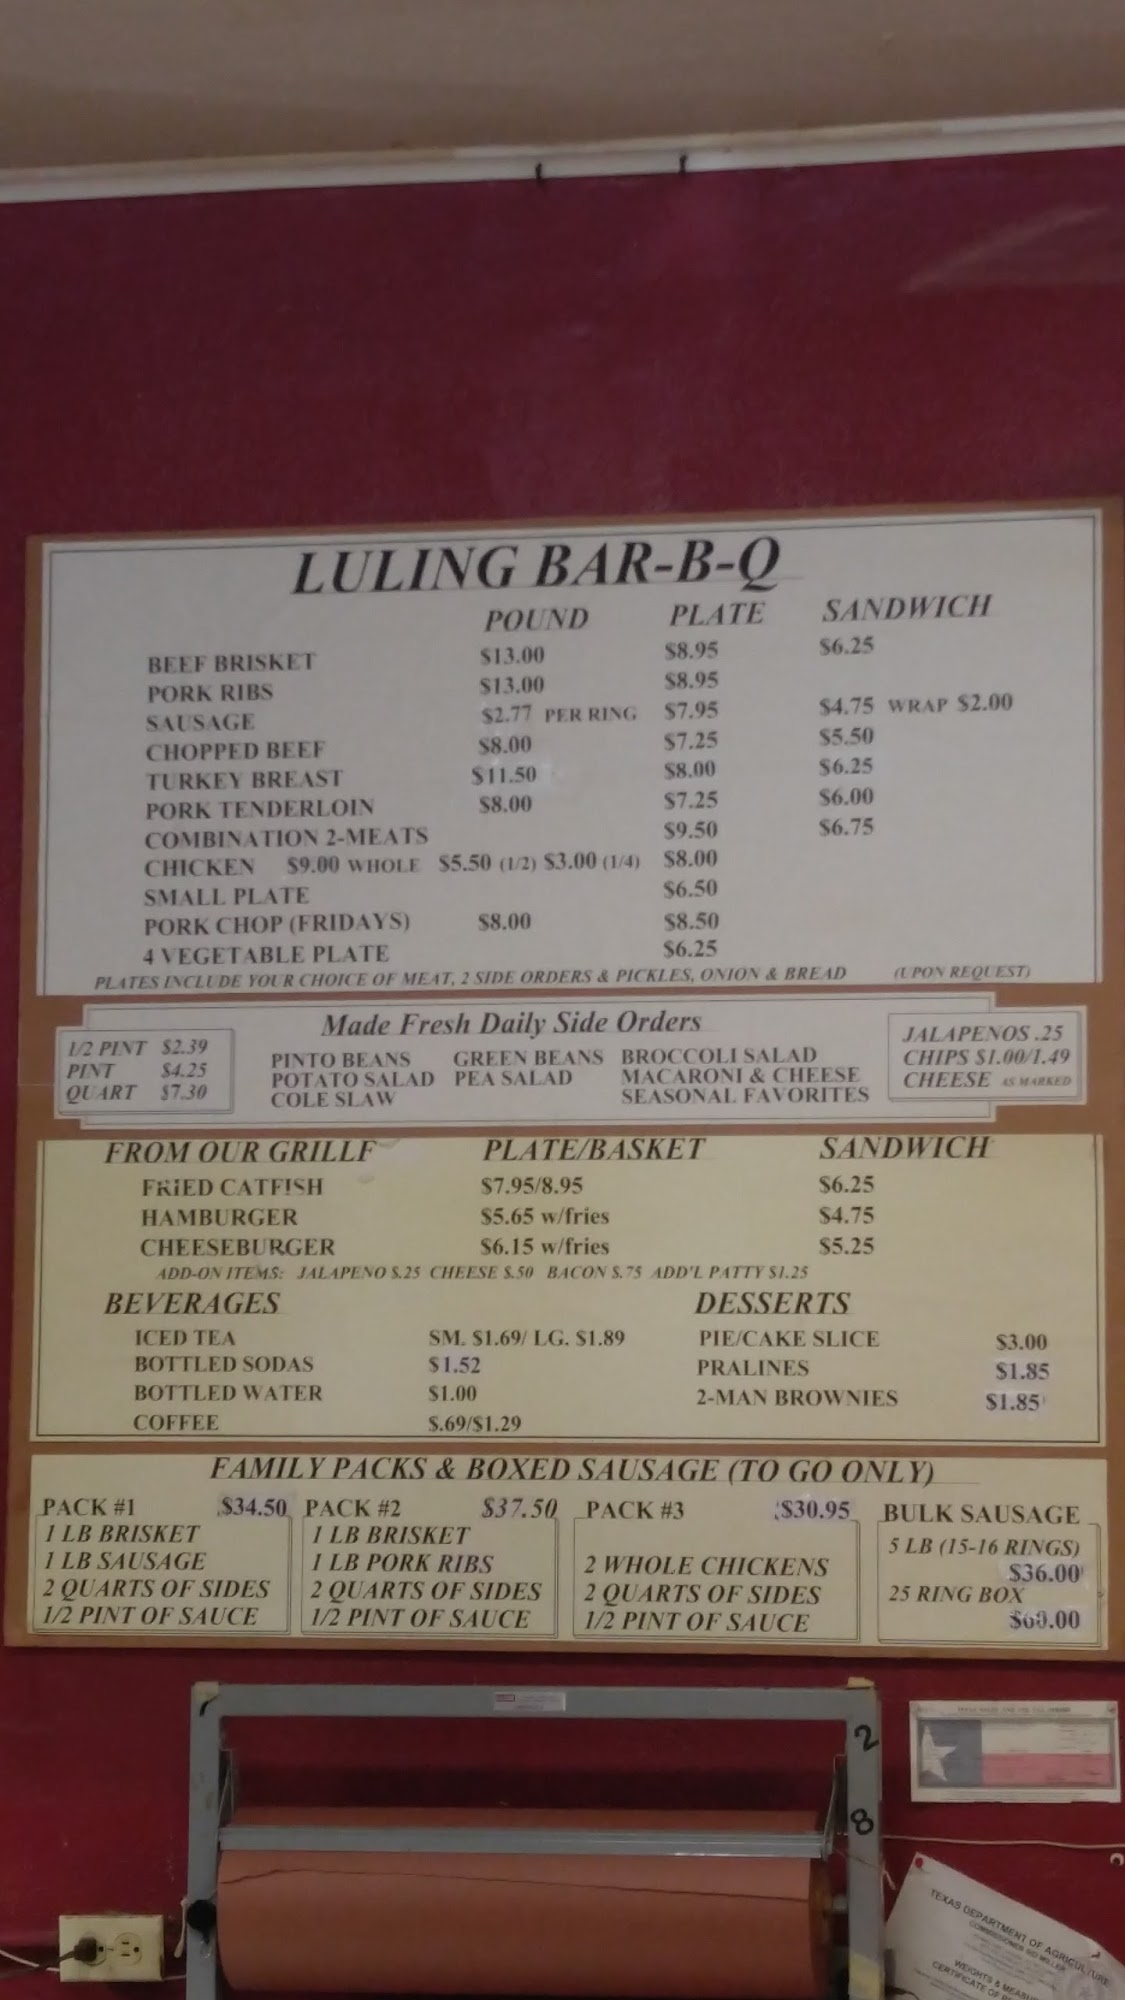 LULING BAR-B-Q
POUND PLATE SANDWICH
BEEF BRISKET $13.00 $8.95 $6.25
PORK RIBS $13.00 $8.95
SAUSAGE $2.77 PER RING $7.95 $4.75 WRAP $2.00
CHOPPED BEEF $8.00 $7.25 $5.50
TURKEY BREAST $11.50 $8.00 $6.25
PORK TENDERLOIN $8.00 $7.25 $6.00
COMBINATION 2-MEATS $9.50 $6.75
CHICKEN $9.00 WHOLE $5.50 (1/2) $3.00 (1/4) $8.00
SMALL PLATE $6.50
PORK CHOP (FRIDAYS) $8.00 $8.50
4 VEGETABLE PLATE $6.25
PLATES INCLUDE YOUR CHOICE OF MEAT, 2 SIDE ORDERS & PICKLES, ONION & BREAD (UPON REQUEST)
Made Fresh Daily Side Orders
1/2 PINT $2.39
PINT $4.25
QUART $7.30
PINTO BEANS GREEN BEANS BROCCOLI SALAD
POTATO SALAD PEA SALAD MACARONI & CHEESE
COLE SLAW SEASONAL FAVORITES
JALAPENOS .25
CHIPS $1.00/1.49
CHEESE AS MARKED
FROM OUR GRILLE PLATE/BASKET SANDWICH
FRIED CATFISH $7.95/8.95 $6.25
HAMBURGER $5.65 w/fries $4.75
CHEESEBURGER $6.15 w/fries $5.25
ADD-ON ITEMS: JALAPENO $.25 CHEESE $.50 BACON $.75 ADD'L PATTY $1.25
BEVERAGES
ICED TEA SM. $1.69/ LG. $1.89
BOTTLED SODAS $1.52
BOTTLED WATER $1.00
COFFEE $.69/$1.29
DESSERTS
PIE/CAKE SLICE $3.00
PRALINES $1.85
2-MAN BROWNIES $1.85
FAMILY PACKS & BOXED SAUSAGE (TO GO ONLY)
PACK #1 $34.50
1 LB BRISKET
1 LB SAUSAGE
2 QUARTS OF SIDES
1/2 PINT OF SAUCE
PACK #2 $37.50
1 LB BRISKET
1 LB PORK RIBS
2 QUARTS OF SIDES
1/2 PINT OF SAUCE
PACK #3 $30.95
2 WHOLE CHICKENS
2 QUARTS OF SIDES
1/2 PINT OF SAUCE
BULK SAUSAGE
5 LB (15-16 RINGS)
$36.00
25 RING BOX
$60.00
2
8
TEXAS DEPARTMENT OF AGRICULTURE
COMMISSIONER SID MILLER
WEIGHTS & MEASU
CERTIFICATE OF